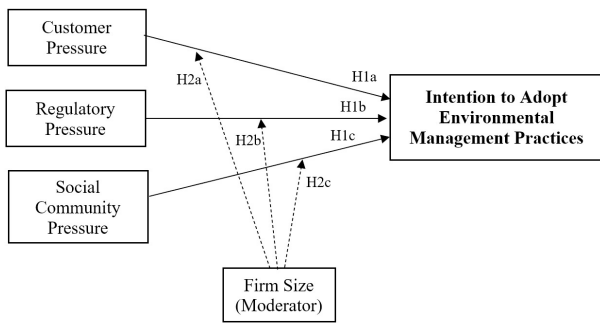 Customer
Pressure
H1a
H2a
Regulatory
Pressure
H1b
H2b
H1c
Intention to Adopt
Environmental
Management Practices
Social
Community
Pressure
H2c
Firm Size
(Moderator)